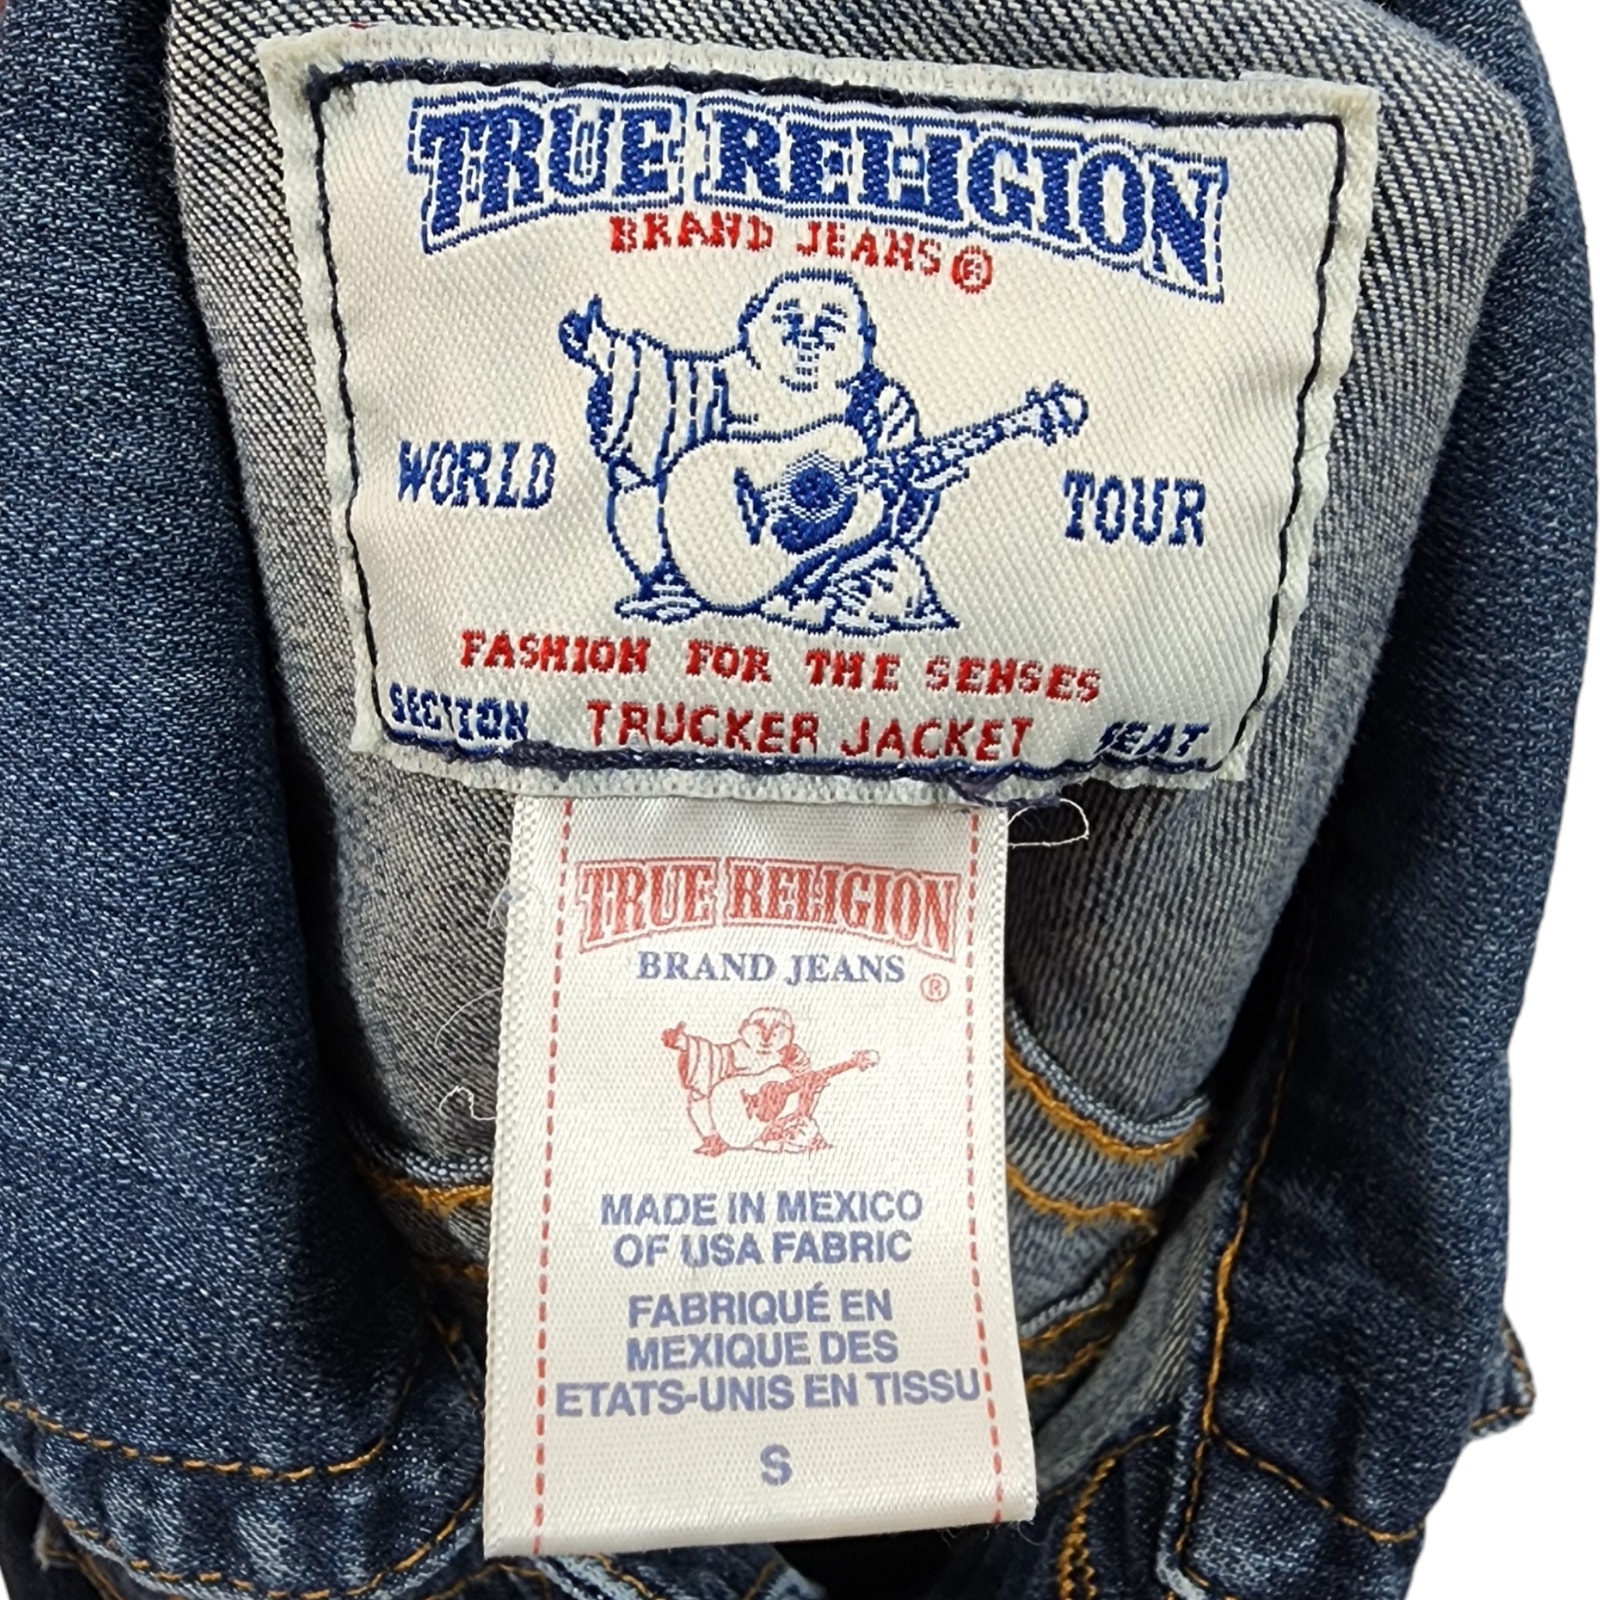 TRUE RELIGION
BRAND JEANS®
WORLD TOUR
FASHION FOR THE SENSES
SECTION TRUCKER JACKET SEAT
TRUE RELIGION
BRAND JEANS ®
MADE IN MEXICO
OF USA FABRIC
FABRIQUÉ EN
MEXIQUE DES
ETATS-UNIS EN TISSU
S